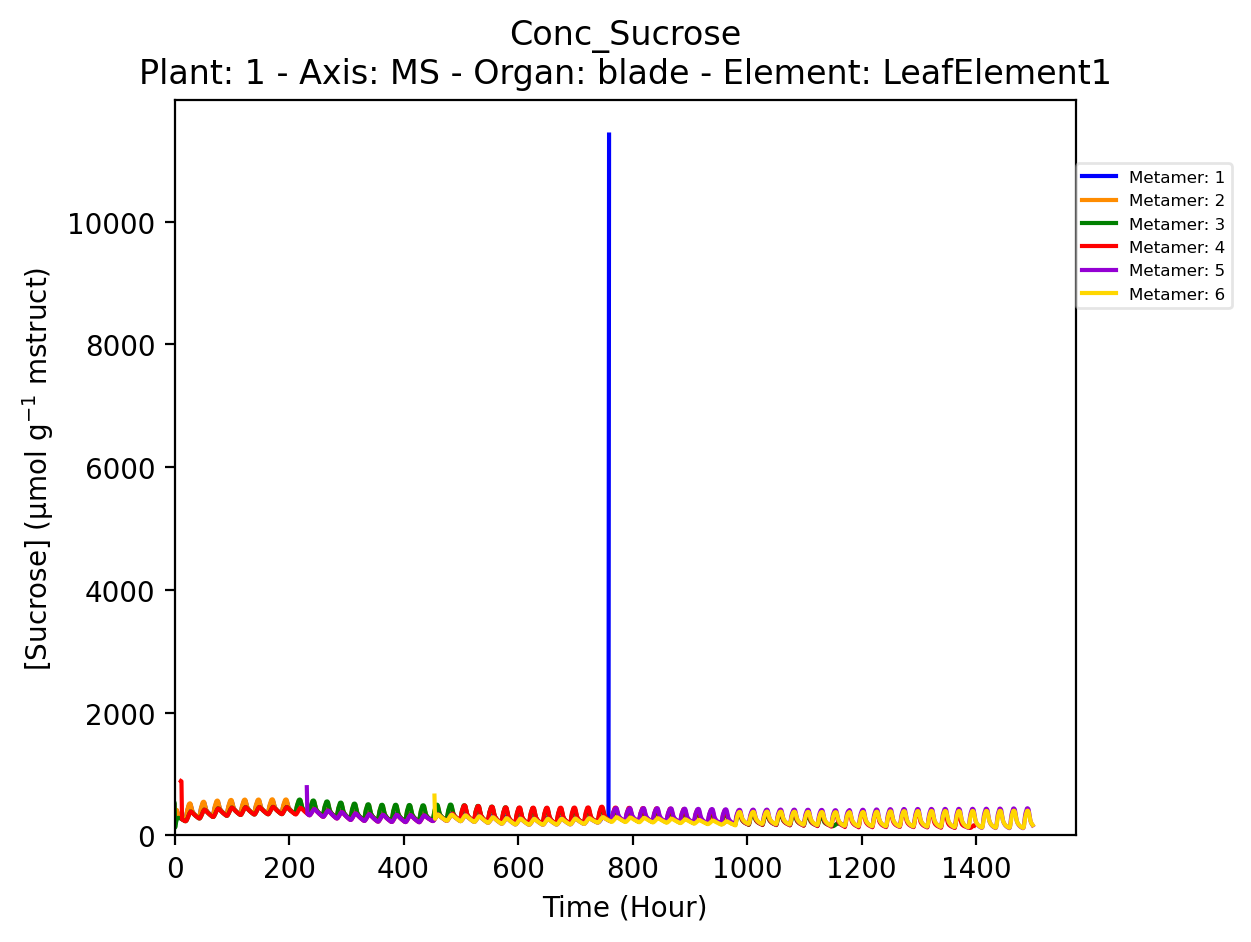 Conc_Sucrose
Plant: 1 - Axis: MS - Organ: blade - Element: LeafElement1
[Sucrose] (µmol g⁻¹ mstruct)
10000
8000
6000
4000
2000
0
0 200 400 600 800 1000 1200 1400
Time (Hour)
Metamer: 1
Metamer: 2
Metamer: 3
Metamer: 4
Metamer: 5
Metamer: 6